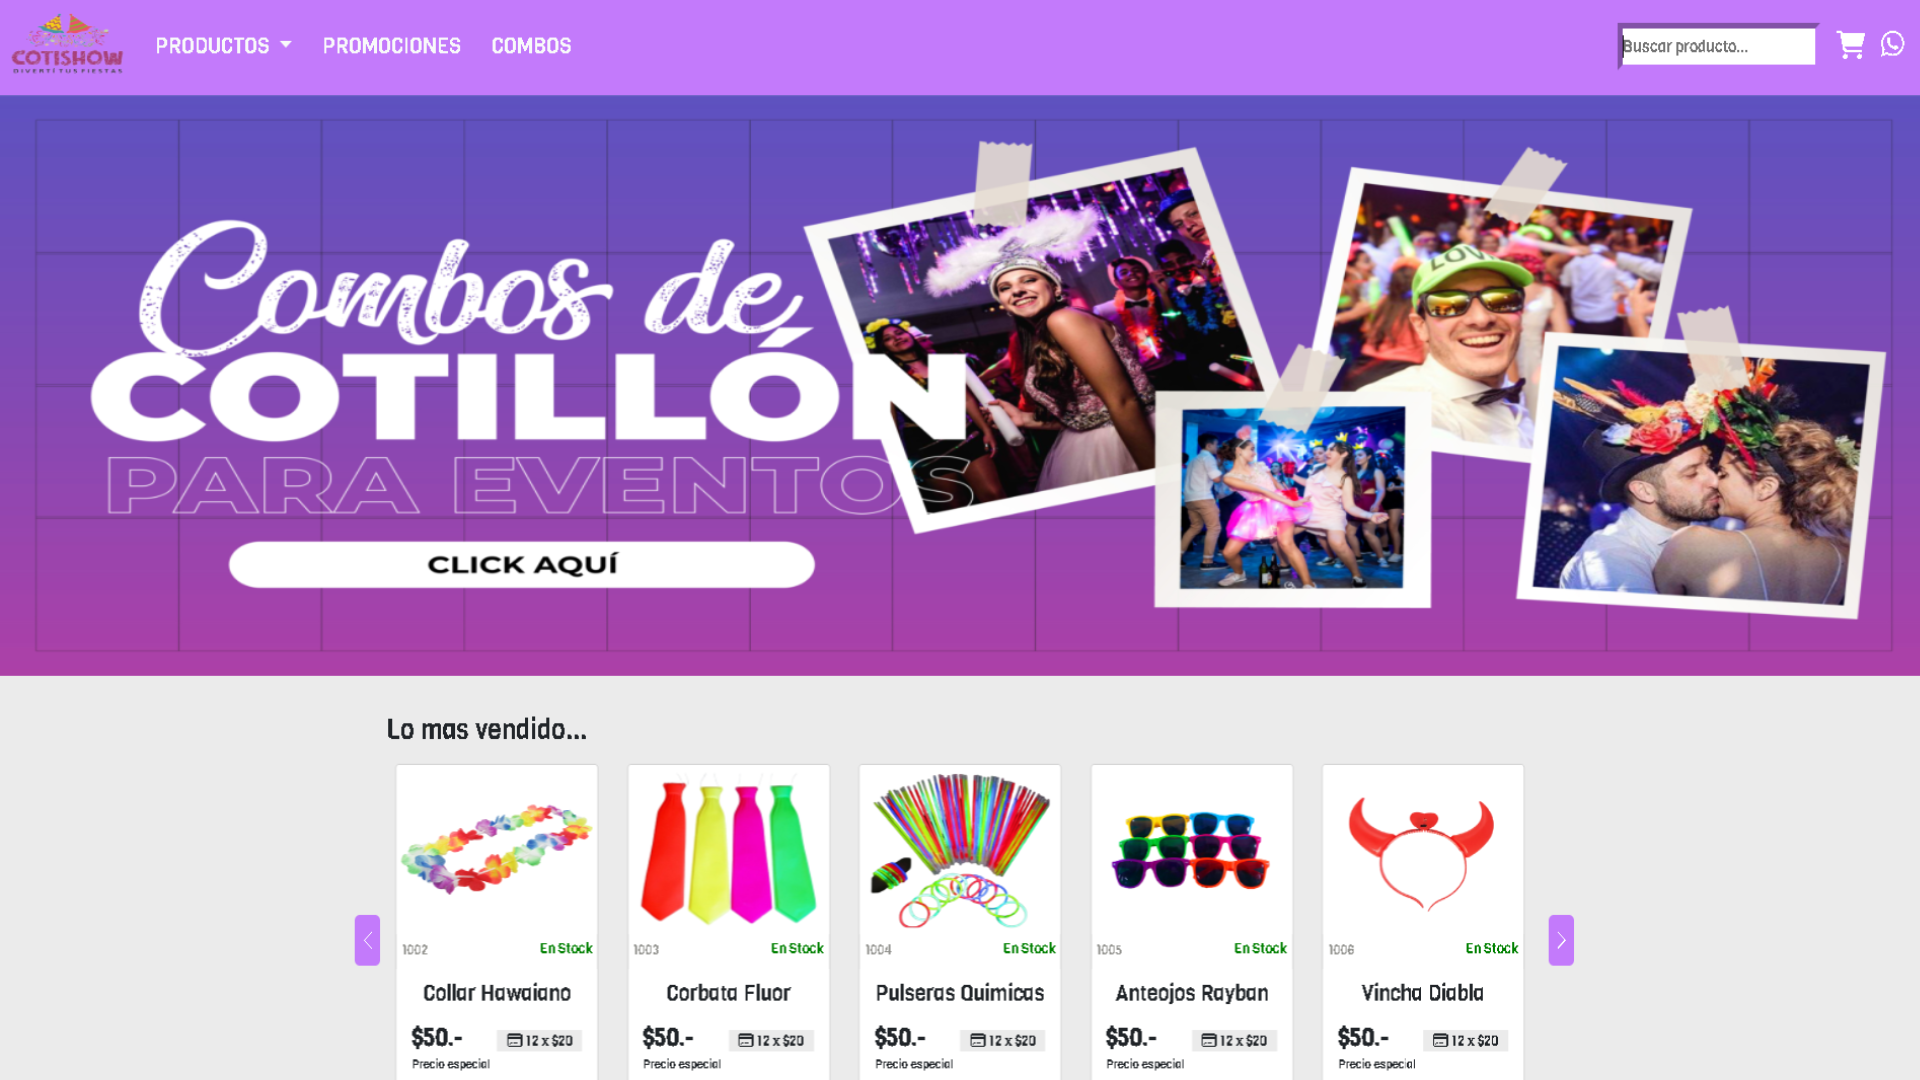 COTISHOW
DIVERTÍ TUS FIESTAS
PRODUCTOS
PROMOCIONES
COMBOS
Buscar producto...
Combos de
COTILLÓN
PARA EVENTOS
CLICK AQUÍ
LOVE
Lo mas vendido...
1002 En Stock
Collar Hawaiano
$50.- 12 x $20
Precio especial
1003 En Stock
Corbata Fluor
$50.- 12 x $20
Precio especial
1004 En Stock
Pulseras Quimicas
$50.- 12 x $20
Precio especial
1005 En Stock
Anteojos Rayban
$50.- 12 x $20
Precio especial
1006 En Stock
Vincha Diabla
$50.- 12 x $20
Precio especial